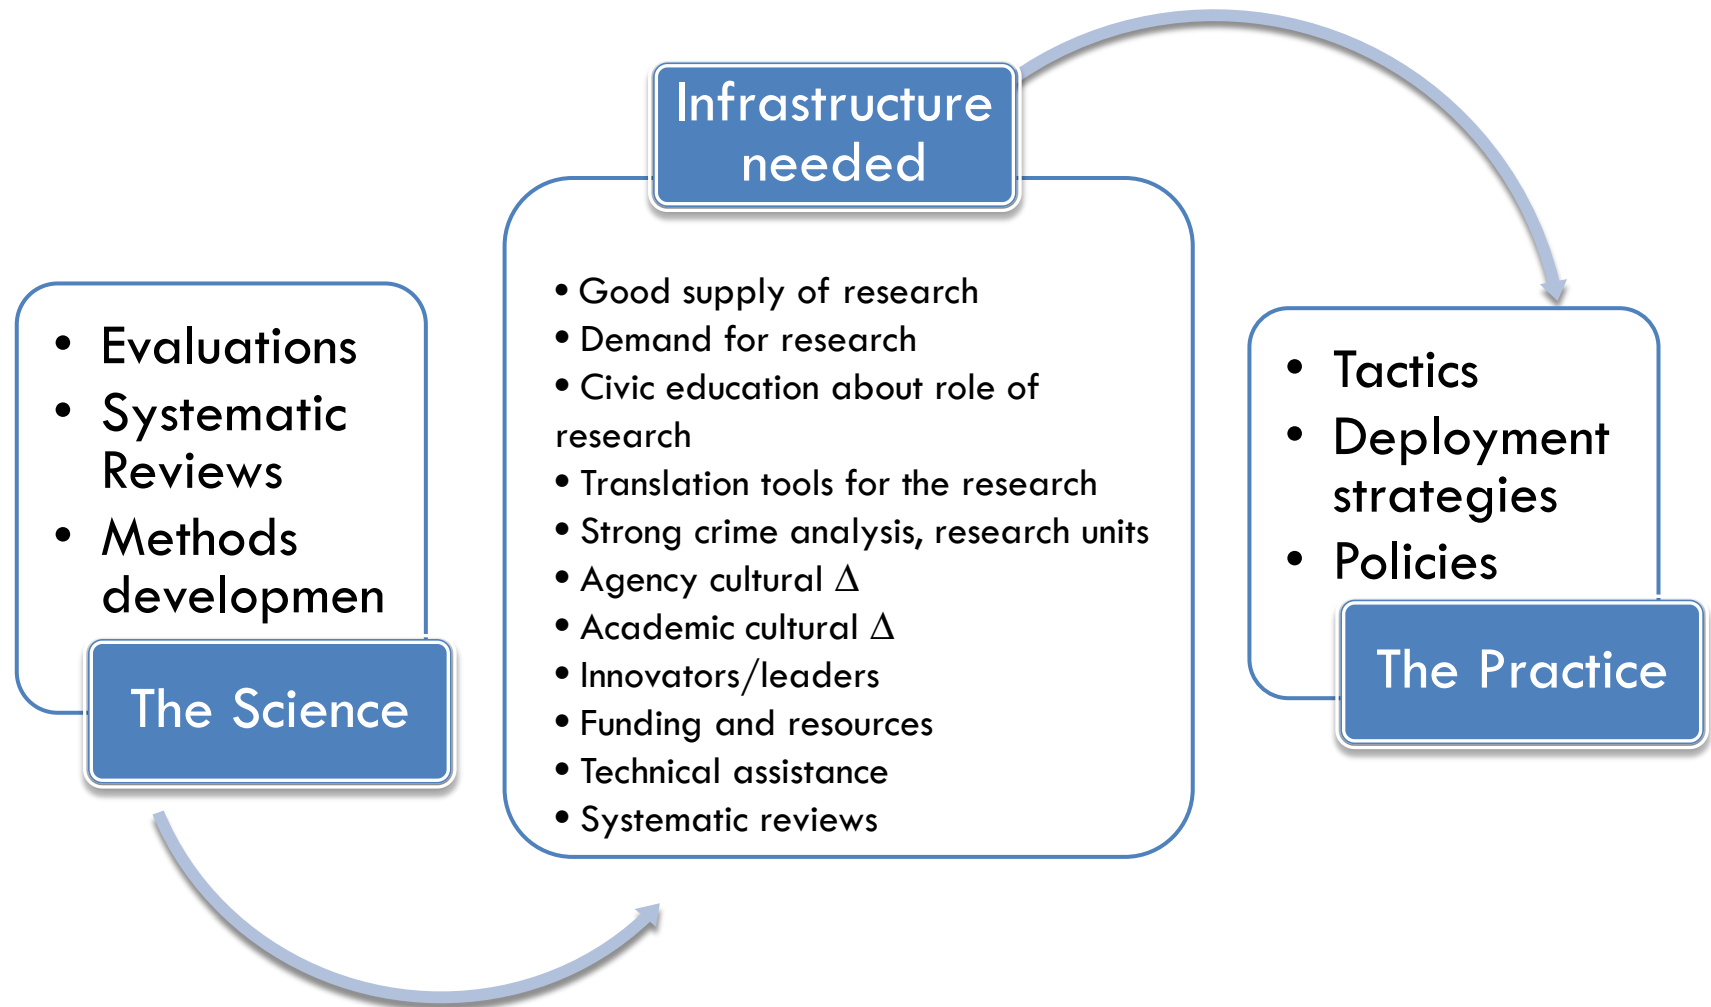 • Evaluations
• Systematic
Reviews
• Methods
developmen
The Science
Infrastructure
needed
• Good supply of research
• Demand for research
• Civic education about role of
research
• Translation tools for the research
• Strong crime analysis, research units
• Agency cultural Δ
• Academic cultural Δ
• Innovators/leaders
• Funding and resources
• Technical assistance
• Systematic reviews
• Tactics
• Deployment
strategies
• Policies
The Practice